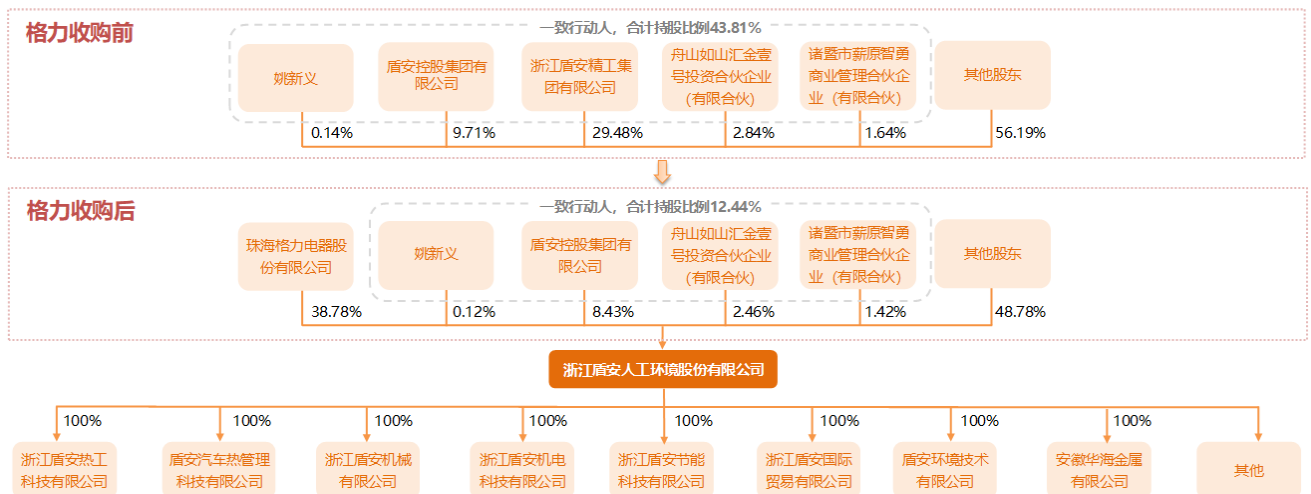 格力收购前
一致行动人，合计持股比例43.81%
姚新义
盾安控股集团有
限公司
浙江盾安精工集
团有限公司
舟山如山汇金壹
号投资合伙企业
（有限合伙）
诸暨市薪原智勇
商业管理合伙企
业（有限合伙）
其他股东
0.14%
9.71%
29.48%
2.84%
1.64%
56.19%
格力收购后
一致行动人，合计持股比例12.44%
珠海格力电器股
份有限公司
姚新义
盾安控股集团有
限公司
舟山如山汇金壹
号投资合伙企业
（有限合伙）
诸暨市薪原智勇
商业管理合伙企
业（有限合伙）
其他股东
38.78%
0.12%
8.43%
2.46%
1.42%
48.78%
浙江盾安人工环境股份有限公司
100%
100%
100%
100%
100%
100%
100%
100%
浙江盾安热工
科技有限公司
盾安汽车热管理
科技有限公司
浙江盾安机械
有限公司
浙江盾安机电
科技有限公司
浙江盾安节能
科技有限公司
浙江盾安国际
贸易有限公司
盾安环境技术
有限公司
安徽华海金属
有限公司
其他